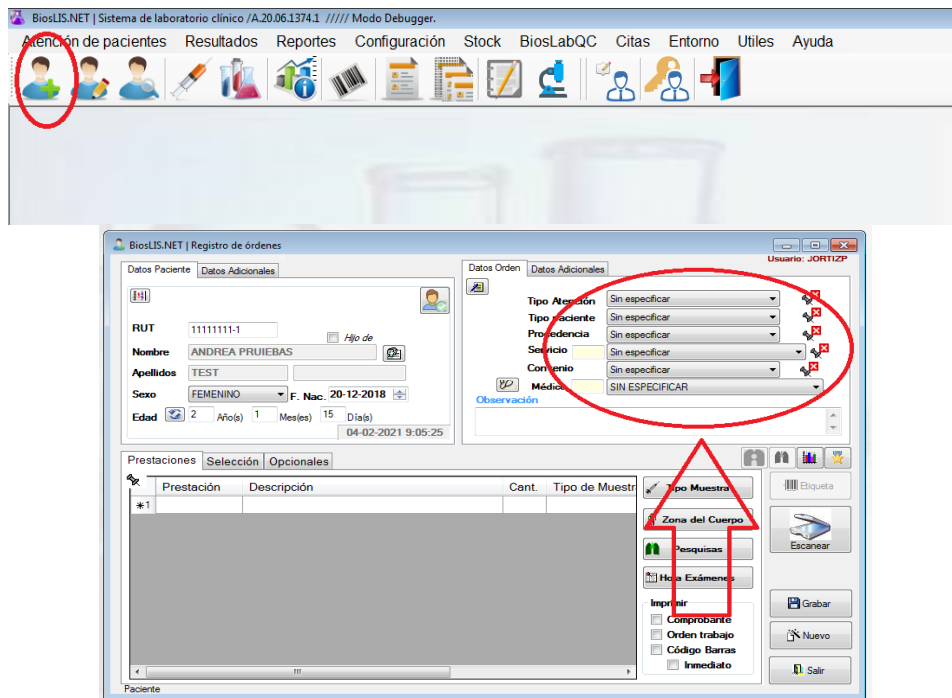 BiosLIS.NET | Sistema de laboratorio clínico /A.20.06.1374.1 ///// Modo Debugger.
Atención de pacientes Resultados Reportes Configuración Stock BiosLabQC Citas Entorno Utiles Ayuda
BiosLIS.NET | Registro de órdenes
Usuario: JORTIZP
Datos Paciente Datos Adicionales
RUT 11111111-1 Hijo de
Nombre ANDREA PRUIEBAS
Apellidos TEST
Sexo FEMENINO F. Nac. 20-12-2018
Edad 2 Año(s) 1 Mes(es) 15 Día(s)
04-02-2021 9:05:25
Datos Orden Datos Adicionales
Tipo Atención Sin especificar
Tipo paciente Sin especificar
Procedencia Sin especificar
Servicio Sin especificar
Convenio Sin especificar
Médico SIN ESPECIFICAR
Observación
Prestaciones Selección Opcionales
Prestación Descripción Cant. Tipo de Muestr
*1
Tipo Muestra
Zona del Cuerpo
Pesquisas
Hoja Exámenes
Imprimir
Comprobante
Orden trabajo
Código Barras
Inmediato
Etiqueta
Escanear
Grabar
Nuevo
Salir
Paciente